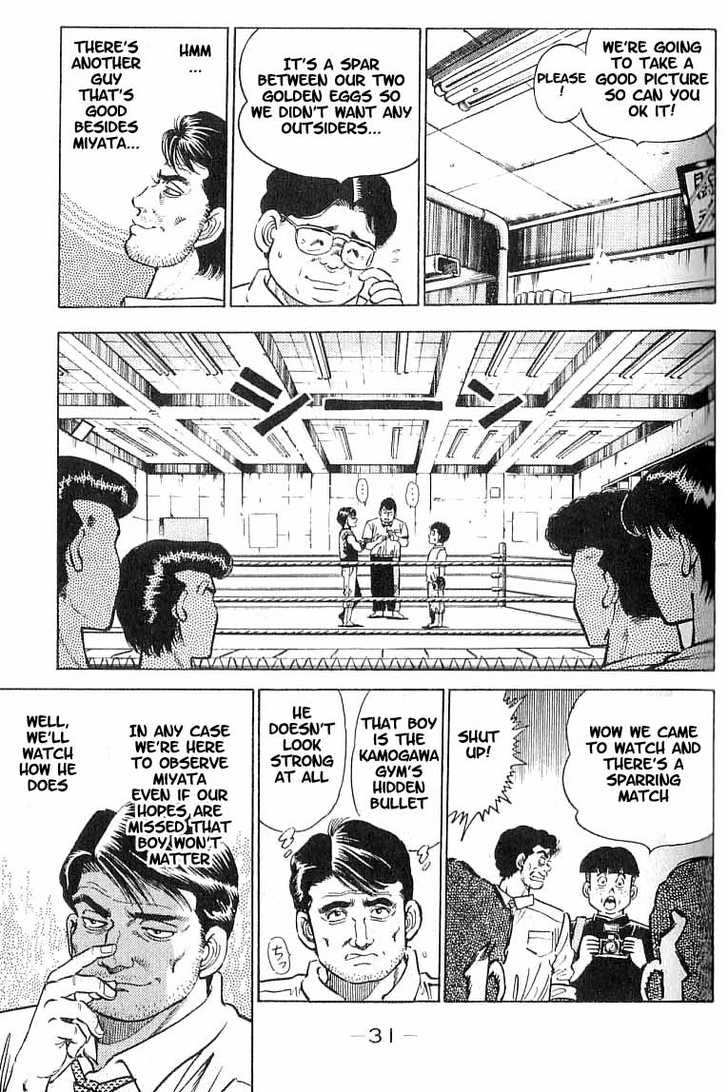 WE'RE GOING
TO TAKE A
GOOD PICTURE
SO CAN YOU
OK IT!
PLEASE
!
IT'S A SPAR
BETWEEN OUR TWO
GOLDEN EGGS SO
WE DIDN'T WANT ANY
OUTSIDERS...
HMM
...
THERE'S
ANOTHER
GUY
THAT'S
GOOD
BESIDES
MIYATA...
シーン
...
...
WOW WE CAME
TO WATCH AND
THERE'S A
SPARRING
MATCH
SHUT
UP!
THAT BOY
IS THE
KAMOGAWA
GYM'S
HIDDEN
BULLET
HE
DOESN'T
LOOK
STRONG
AT ALL
IN ANY CASE
WE'RE HERE
TO OBSERVE
MIYATA
EVEN IF OUR
HOPES ARE
MISSED THAT
BOY WON'T
MATTER
WELL,
WE'LL
WATCH
HOW HE
DOES
—31—